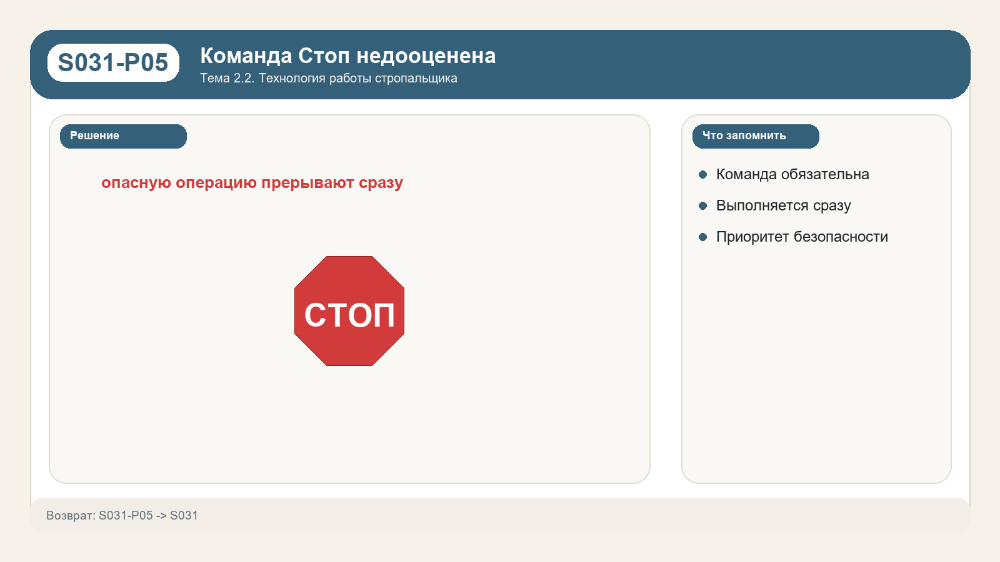 S031-P05
Команда Стоп недооценена
Тема 2.2. Технология работы стропальщика
Решение
опасную операцию прерывают сразу
СТОП
Что запомнить
Команда обязательна
Выполняется сразу
Приоритет безопасности
Возврат: S031-P05 -> S031